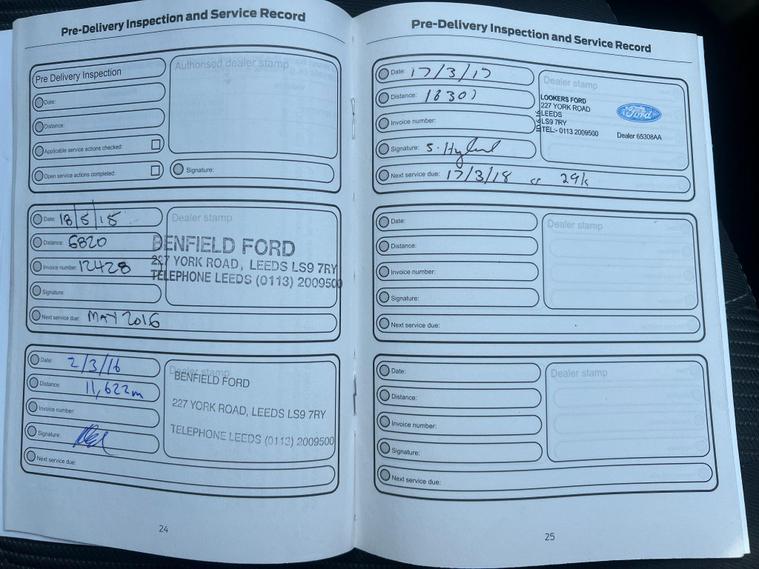 Pre-Delivery Inspection and Service Record
Pre Delivery Inspection
Authorised dealer stamp
Date:
Distance:
Applicable service actions checked:
Open service actions completed:
Signature:
Date: 18/5/15
Dealer stamp
Distance: 6820
BENFIELD FORD
Invoice number: 12428
227 YORK ROAD, LEEDS LS9 7RY
TELEPHONE LEEDS (0113) 2009500
Signature:
Next service due: MAY 2016
Date: 2/3/16
Dealer stamp
Distance: 11,622m
BENFIELD FORD
Invoice number:
227 YORK ROAD, LEEDS LS9 7RY
Signature:
TELEPHONE LEEDS (0113) 2009500
Next service due:
24
Pre-Delivery Inspection and Service Record
Date: 17/3/17
Dealer stamp
Distance: 18307
LOOKERS FORD
227 YORK ROAD
LEEDS
LS9 7RY
TEL:- 0113 2009500
Ford
Dealer 65308AA
Invoice number:
Signature:
Next service due: 17/3/18 or 29k
Date:
Dealer stamp
Distance:
Invoice number:
Signature:
Next service due:
Date:
Dealer stamp
Distance:
Invoice number:
Signature:
Next service due:
25